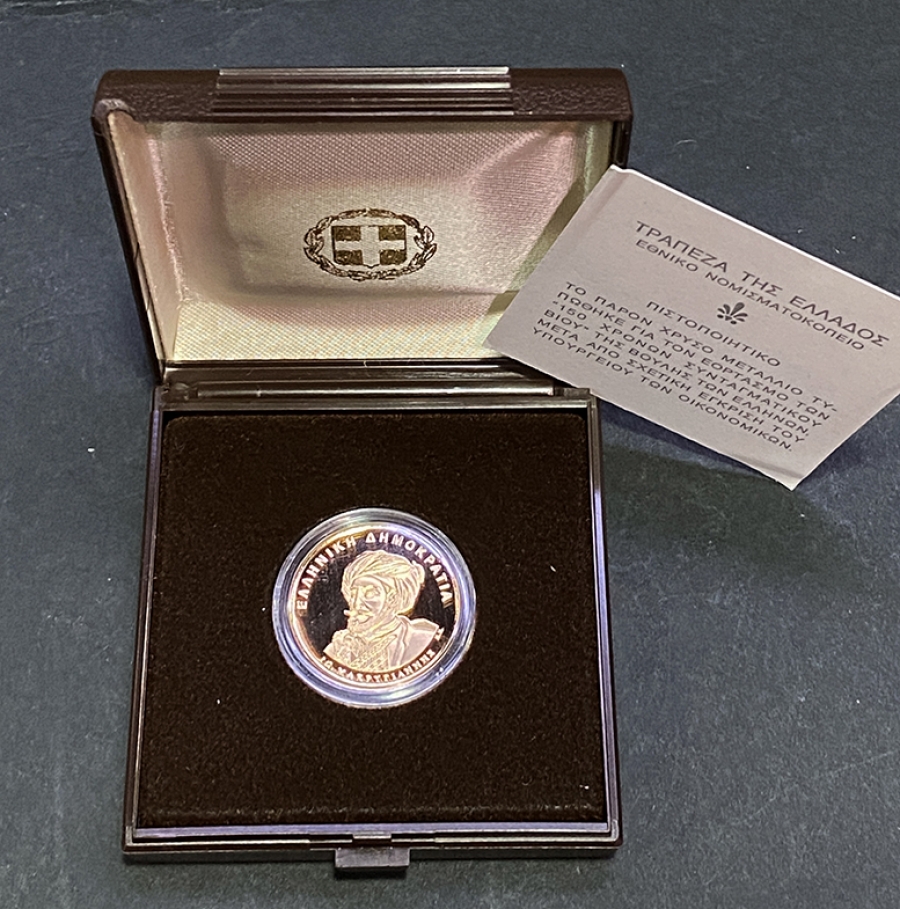 ΤΡΑΠΕΖΑ ΤΗΣ ΕΛΛΑΔΟΣ
ΕΘΝΙΚΟ ΝΟΜΙΣΜΑΤΟΚΟΠΕΙΟ
ΠΙΣΤΟΠΟΙΗΤΙΚΟ
ΤΟ ΠΑΡΟΝ ΧΡΥΣΟ ΜΕΤΑΛΛΙΟ ΤΥ-
ΠΩΘΗΚΕ ΓΙΑ ΤΟΝ ΕΟΡΤΑΣΜΟ ΤΩΝ
"150 ΧΡΟΝΩΝ ΣΥΝΤΑΓΜΑΤΙΚΟΥ
ΒΙΟΥ" ΤΗΣ ΒΟΥΛΗΣ ΤΩΝ ΕΛΛΗΝΩΝ,
ΜΕΤΑ ΑΠΟ ΣΧΕΤΙΚΗ ΕΓΚΡΙΣΗ ΤΟΥ
ΥΠΟΥΡΓΕΙΟΥ ΤΩΝ ΟΙΚΟΝΟΜΙΚΩΝ.
ΕΛΛΗΝΙΚΗ ΔΗΜΟΚΡΑΤΙΑ